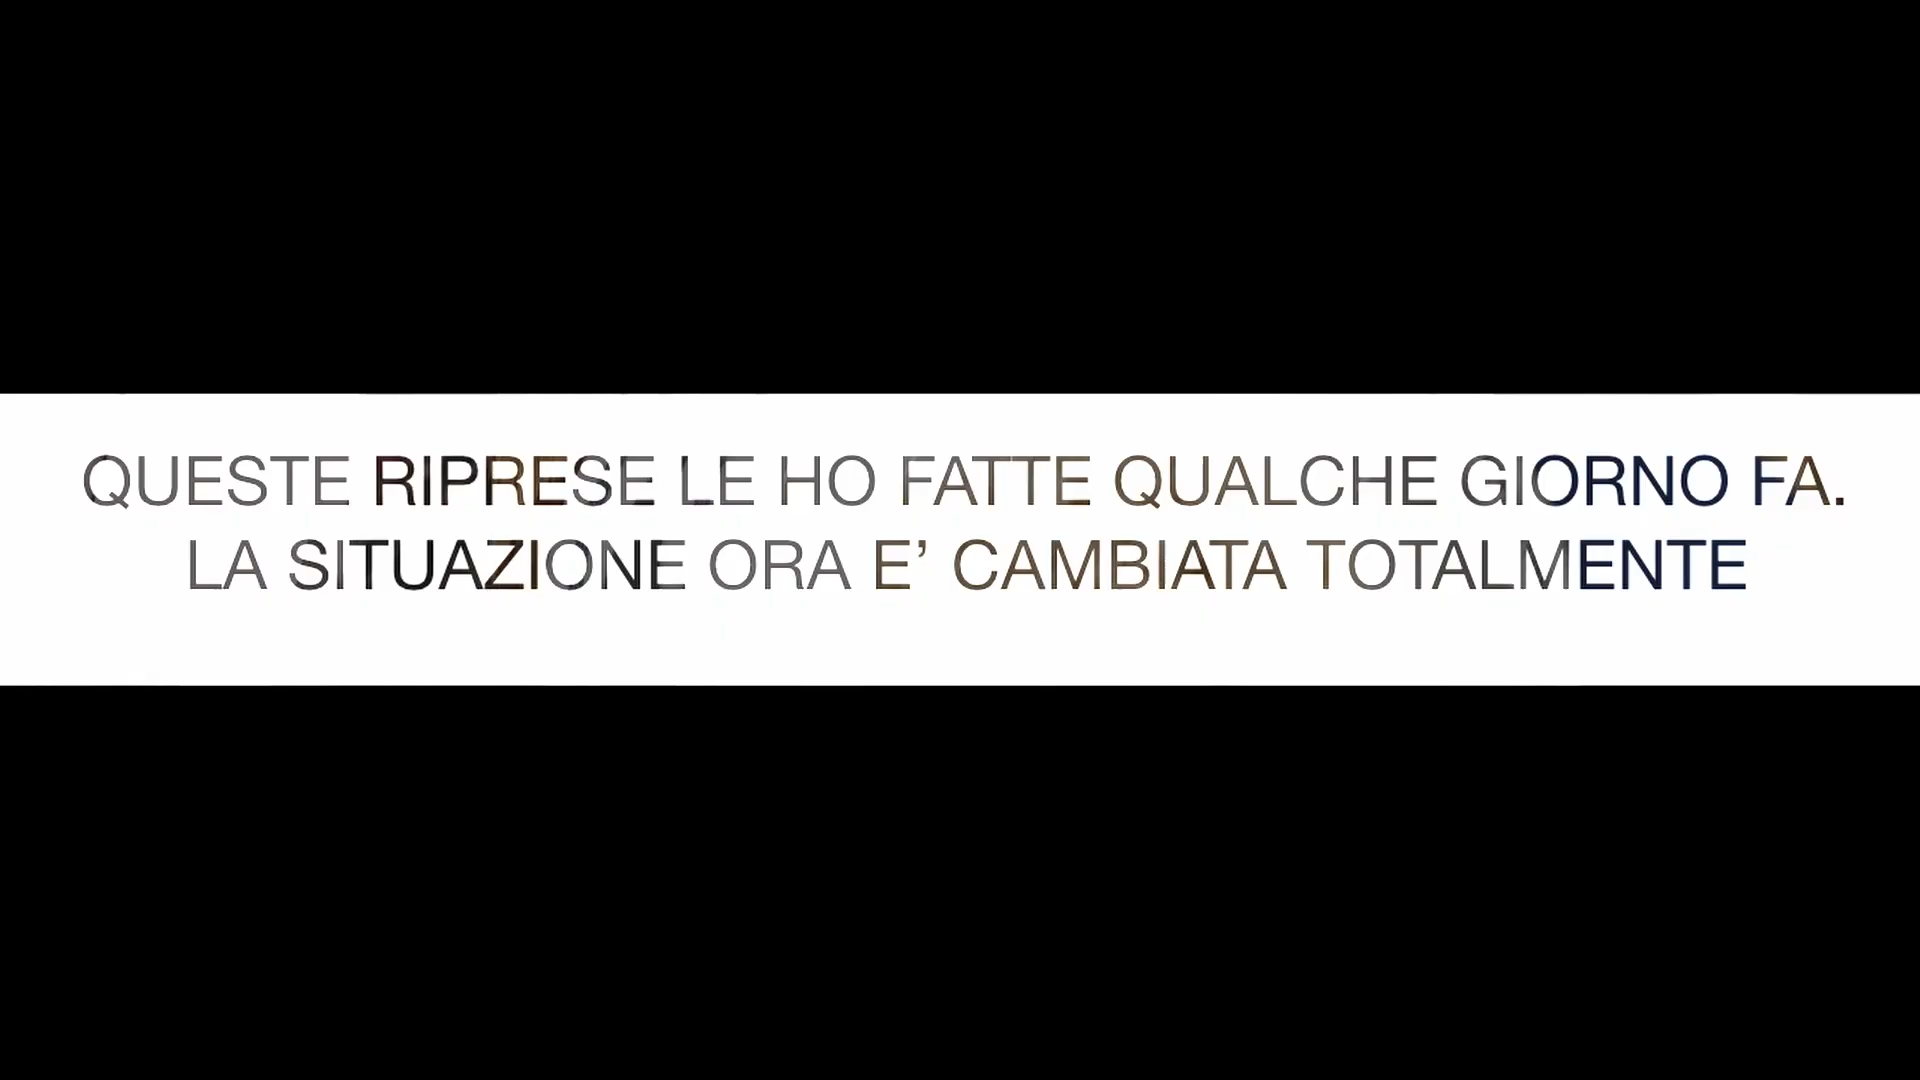 QUESTE RIPRESE LE HO FATTE QUALCHE GIORNO FA.
LA SITUAZIONE ORA E’ CAMBIATA TOTALMENTE